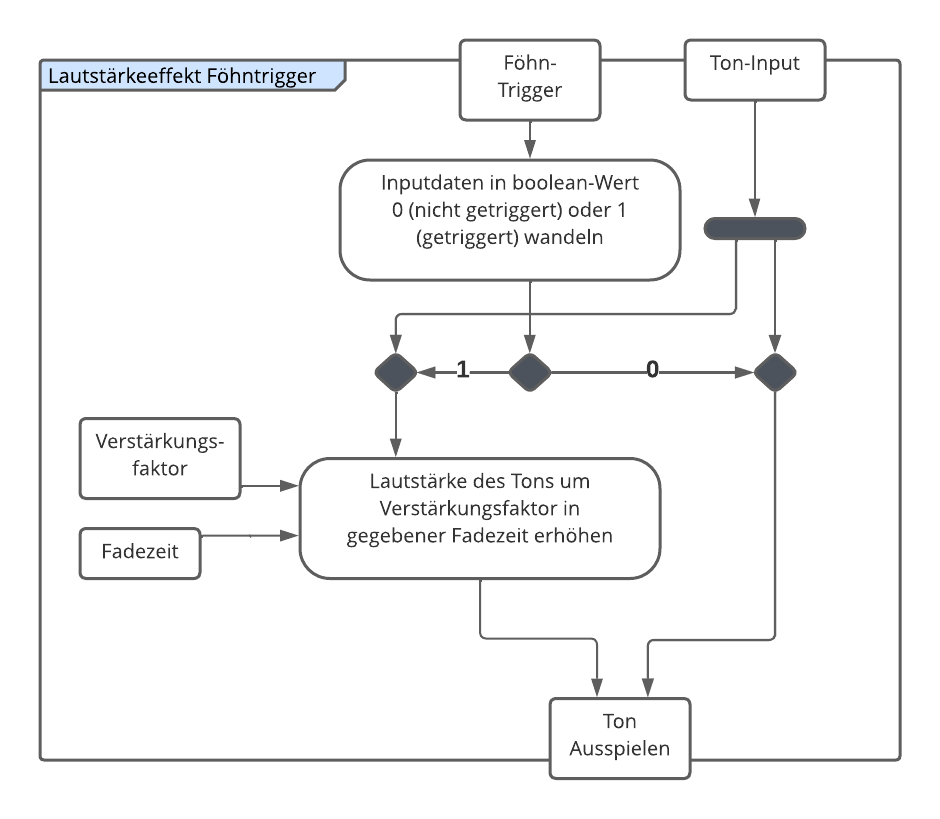 Lautstärkeeffekt Föhntrigger
Föhn-
Trigger
Ton-Input
Inputdaten in boolean-Wert
0 (nicht getriggert) oder 1
(getriggert) wandeln
1
0
Verstärkungs-
faktor
Fadezeit
Lautstärke des Tons um
Verstärkungsfaktor in
gegebener Fadezeit erhöhen
Ton
Ausspielen